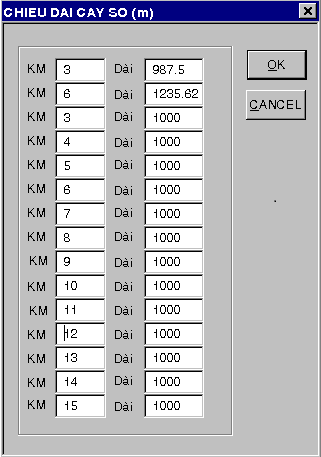 CHIEU DAI CAY SO (m)
KM 3 Dài 987.5
KM 6 Dài 1235.62
KM 3 Dài 1000
KM 4 Dài 1000
KM 5 Dài 1000
KM 6 Dài 1000
KM 7 Dài 1000
KM 8 Dài 1000
KM 9 Dài 1000
KM 10 Dài 1000
KM 11 Dài 1000
KM 12 Dài 1000
KM 13 Dài 1000
KM 14 Dài 1000
KM 15 Dài 1000
OK
CANCEL